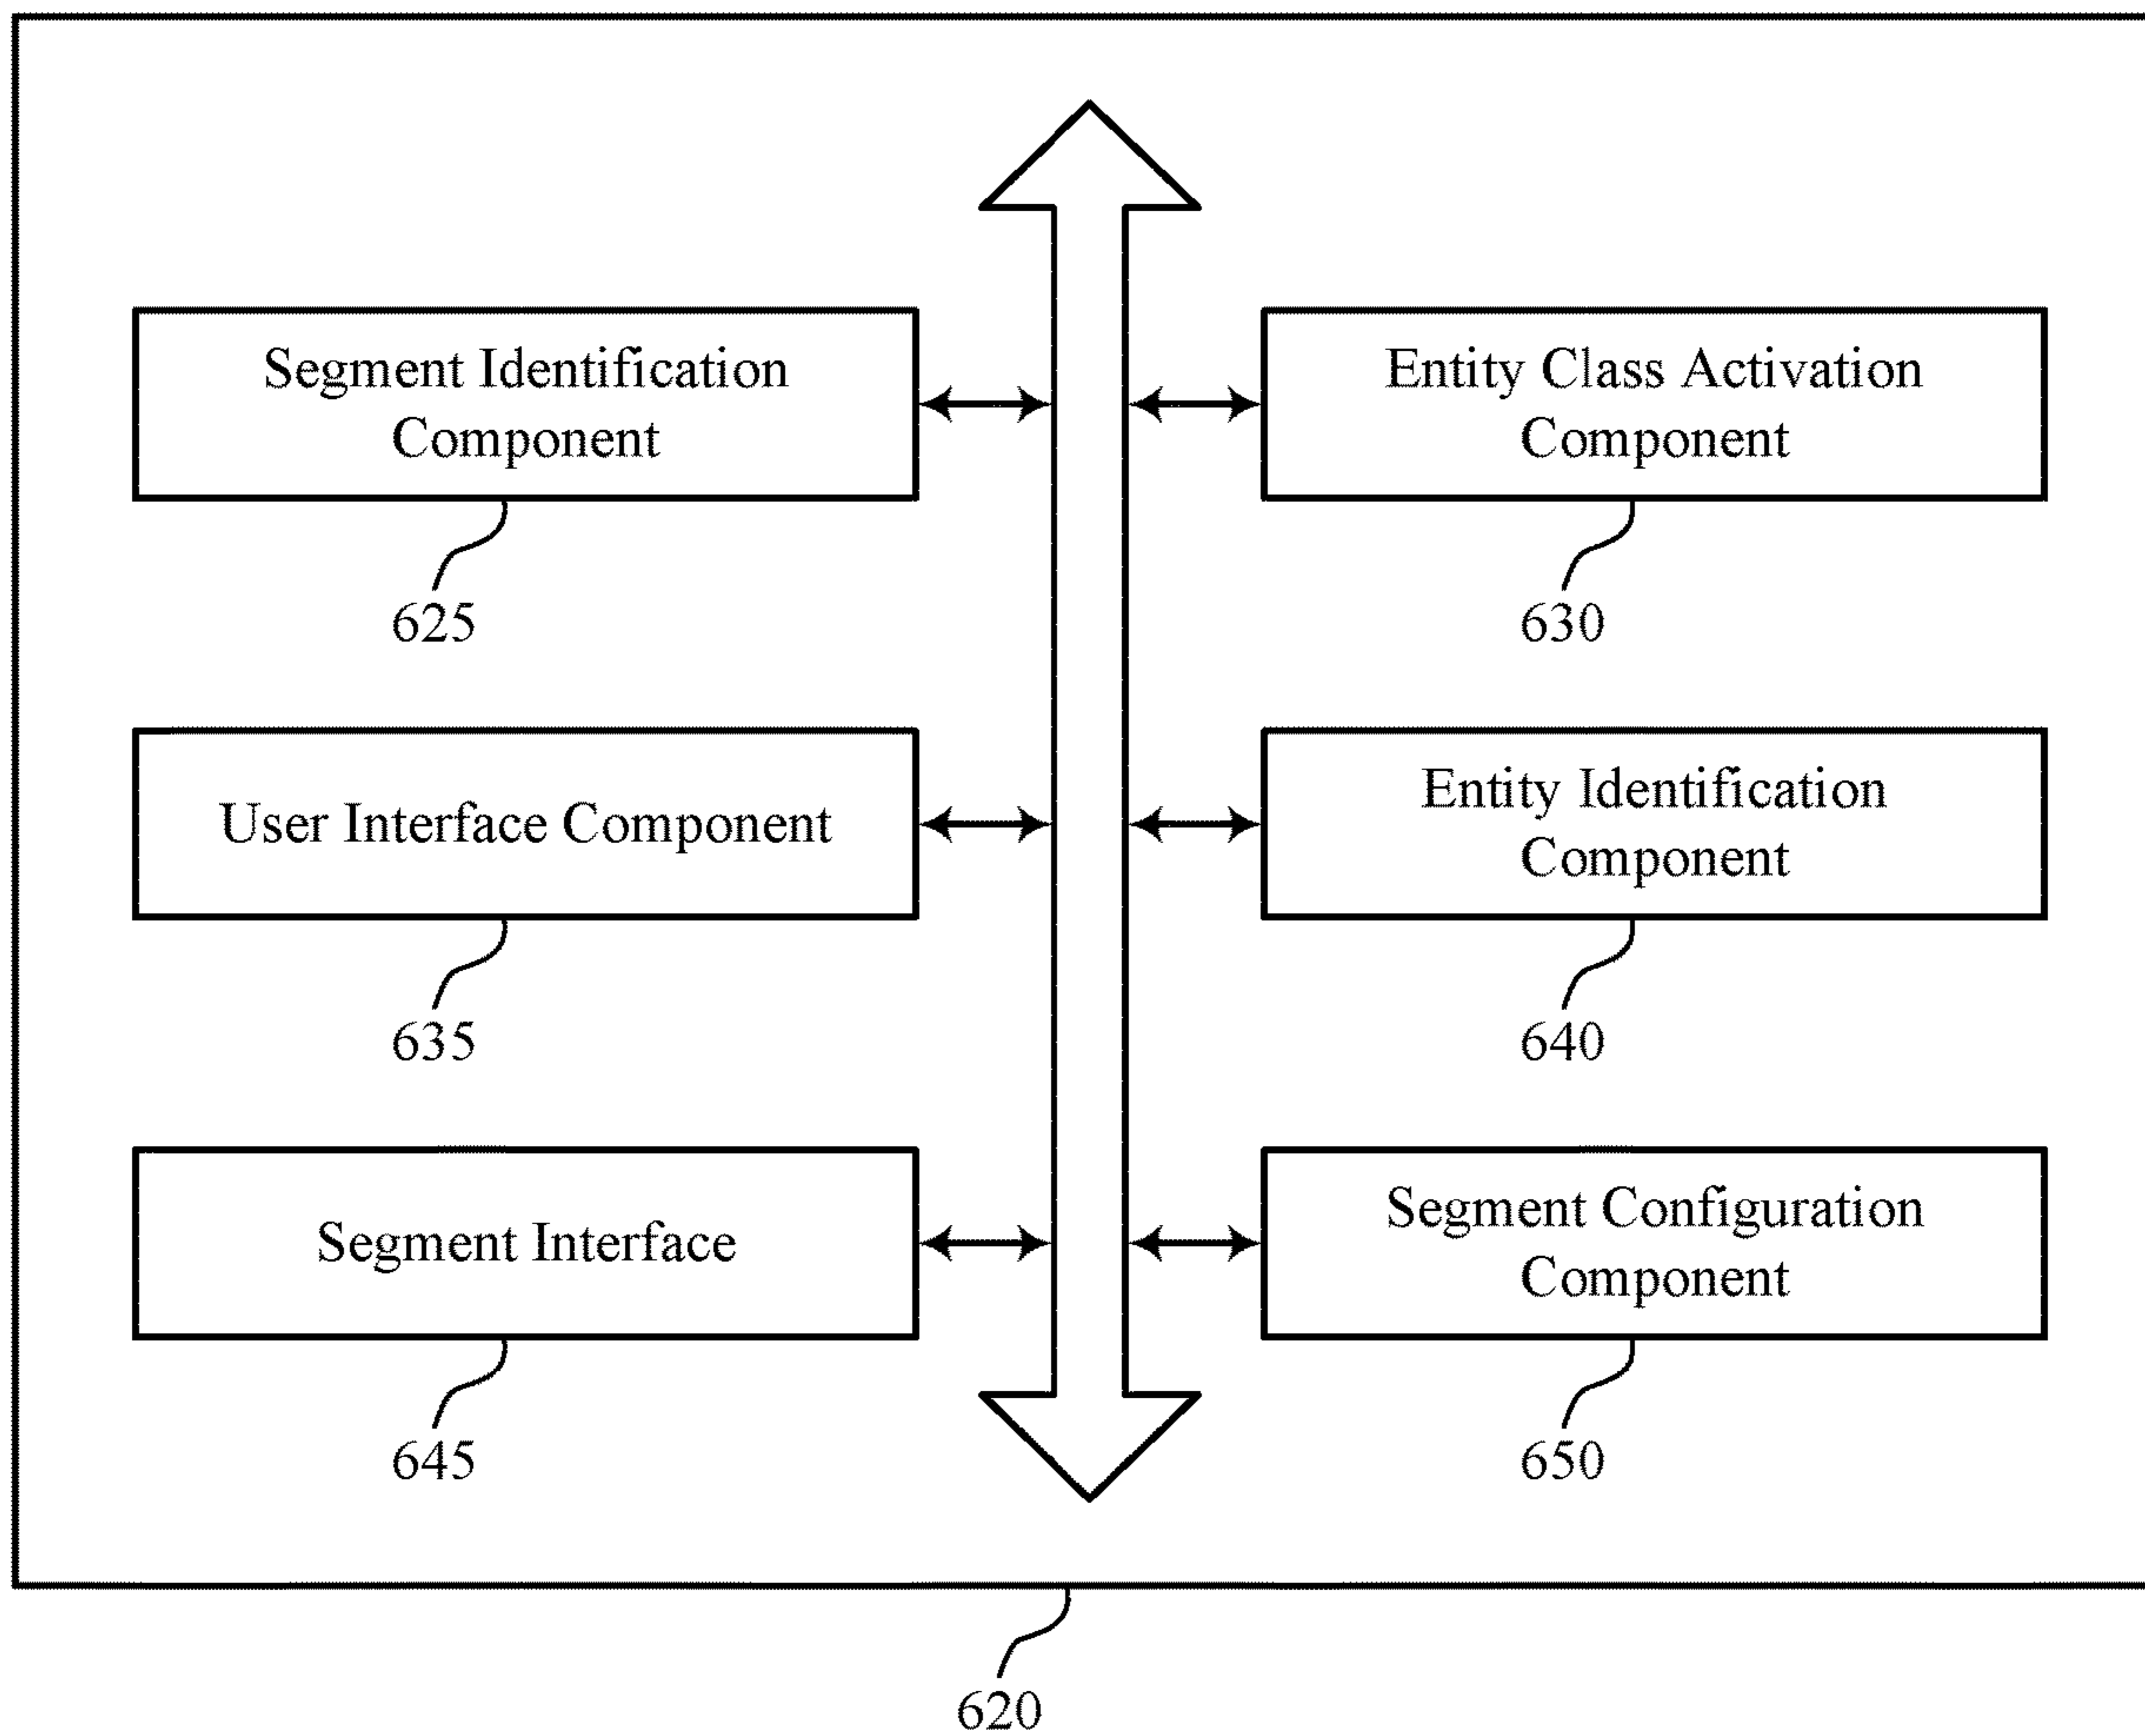 Segment Identification
Component
625
Entity Class Activation
Component
630
User Interface Component
635
Entity Identification
Component
640
Segment Interface
645
Segment Configuration
Component
650
620